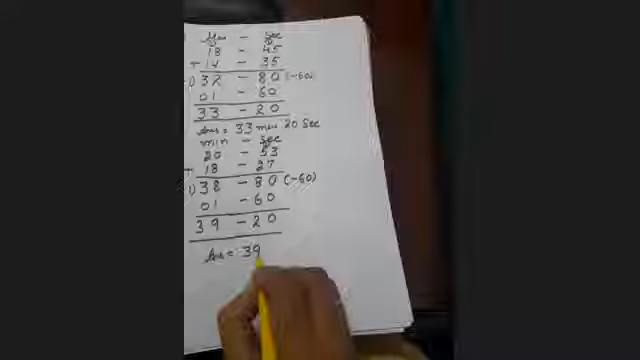 Min - Sec
18 - 45
+ 14 - 35
32 - 80 (-60)
01 - 60
33 - 20
Ans = 33 min 20 Sec
min - Sec
20 - 53
18 - 27
38 - 80 (-60)
01 - 60
39 - 20
Ans = 39